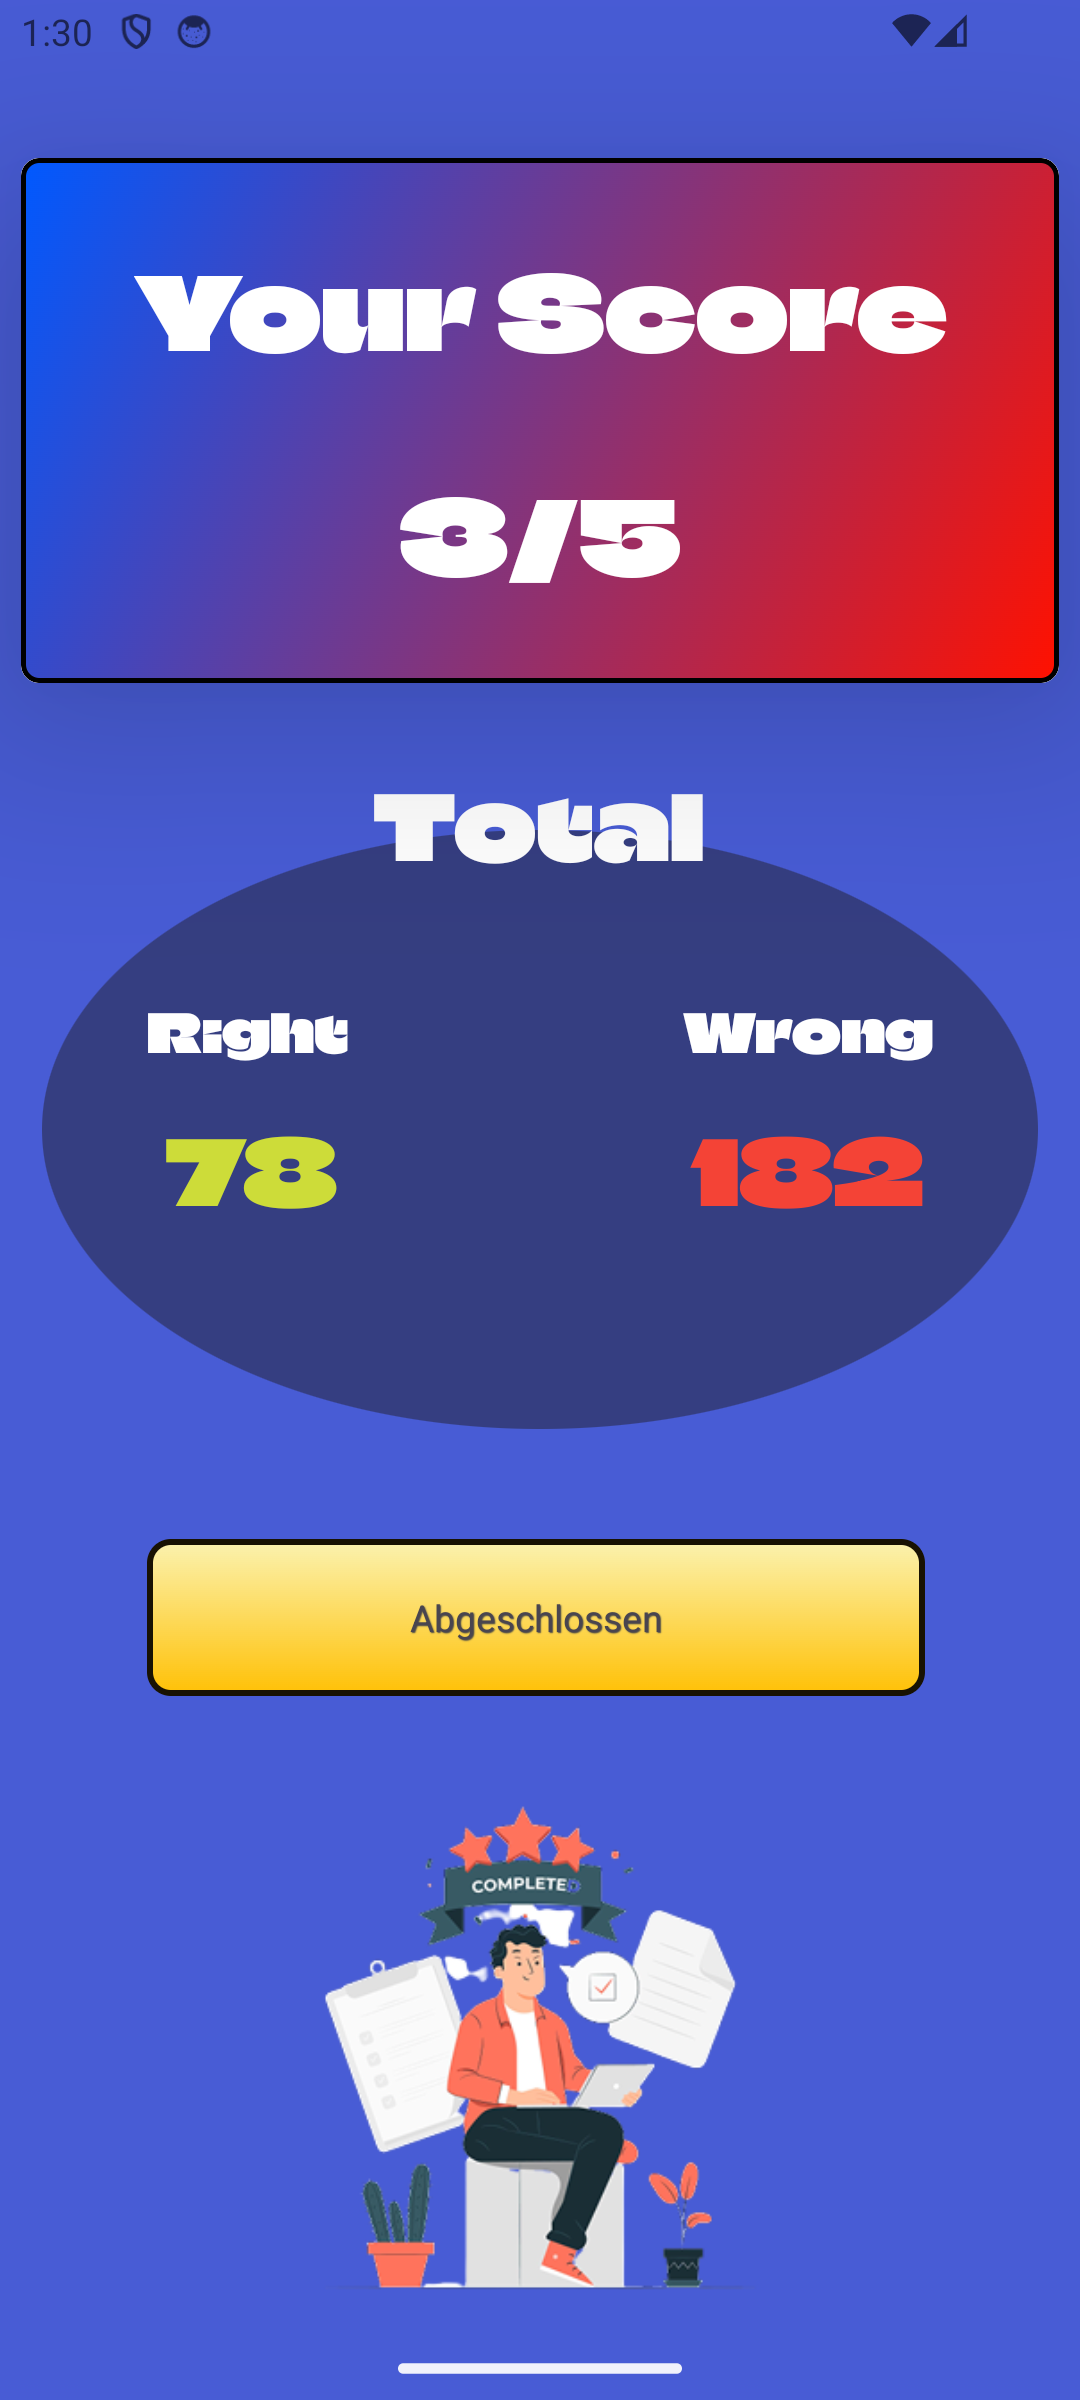 1:30
Your Score
3/5
Total
Right Wrong
78 182
Abgeschlossen
COMPLETED